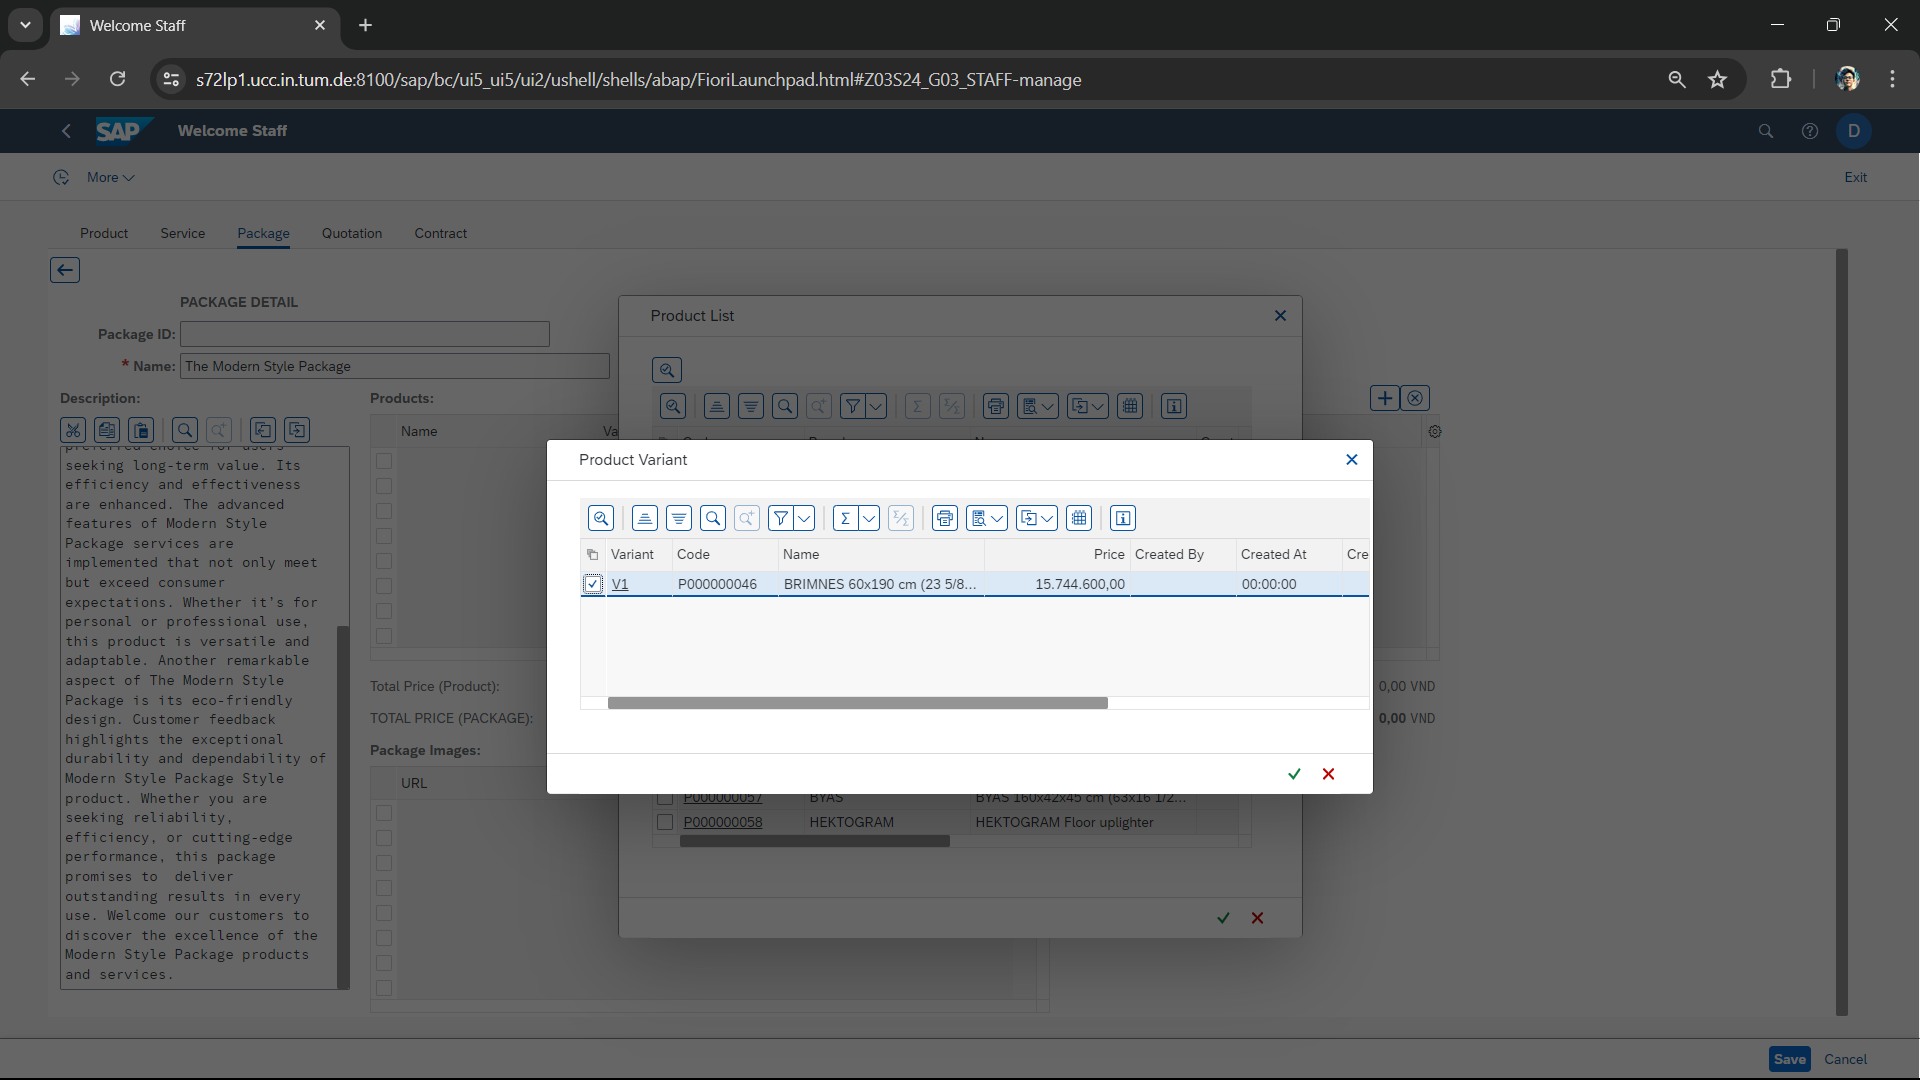 Welcome Staff
s72lp1.ucc.in.tum.de:8100/sap/bc/ui5_ui5/ui2/ushell/shells/abap/FioriLaunchpad.html#Z03S24_G03_STAFF-manage
SAP Welcome Staff
D
More
Exit
Product Service Package Quotation Contract
PACKAGE DETAIL
Package ID:
* Name: The Modern Style Package
Description:
seeking long-term value. Its
efficiency and effectiveness
are enhanced. The advanced
features of Modern Style
Package services are
implemented that not only meet
but exceed consumer
expectations. Whether it's for
personal or professional use,
this product is versatile and
adaptable. Another remarkable
aspect of The Modern Style
Package is its eco-friendly
design. Customer feedback
highlights the exceptional
durability and dependability of
Modern Style Package Style
product. Whether you are
seeking reliability,
efficiency, or cutting-edge
performance, this package
promises to  deliver
outstanding results in every
use. Welcome our customers to
discover the excellence of the
Modern Style Package products
and services.
Products:
Name Va
Total Price (Product): 0,00 VND
TOTAL PRICE (PACKAGE): 0,00 VND
Package Images:
URL
Product List
Product Variant
Variant Code Name Price Created By Created At Cre
V1 P000000046 BRIMNES 60x190 cm (23 5/8... 15.744.600,00 00:00:00
P000000057 BYAS BYAS 160x42x45 cm (63x16 1/2...
P000000058 HEKTOGRAM HEKTOGRAM Floor uplighter
Save Cancel